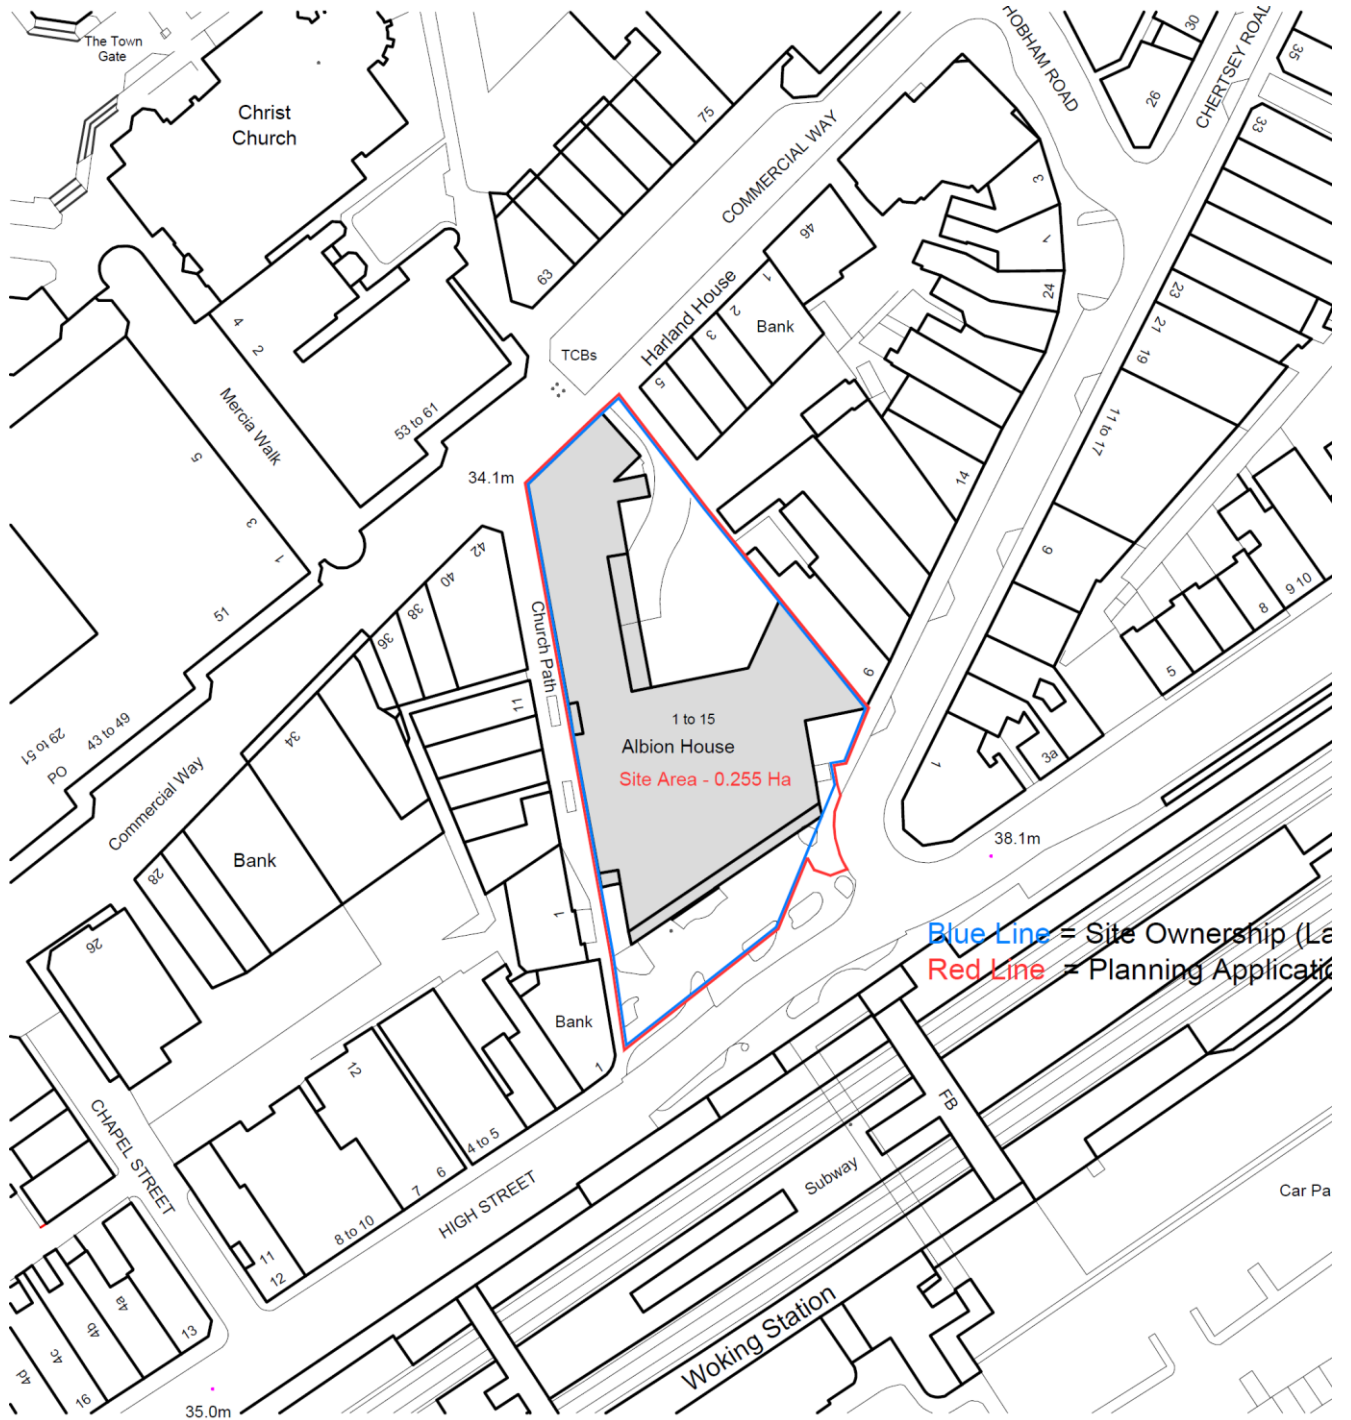 The Town
Gate
Christ
Church
HOBHAM ROAD
30
CHERTSEY ROAD
35
26
33
75
COMMERCIAL WAY
3
1
46
63
24
4
2
Harland House
1
2
3
5
Bank
TCBs
23
21
19
11 to 17
Mercia Walk
53 to 61
5
3
1
34.1m
14
9
42
40
38
36
51
Church Path
11
8
9 10
5
6
1 to 15
Albion House
Site Area - 0.255 Ha
29 to 51
PO
43 to 49
34
Commercial Way
3a
1
38.1m
Bank
28
26
1
Blue Line = Site Ownership (La
Red Line = Planning Applicatio
Bank
1
12
FB
CHAPEL STREET
4 to 5
6
7
8 to 10
HIGH STREET
Subway
Car Pa
11
12
4a
4b
4c
4d
13
16
Woking Station
35.0m